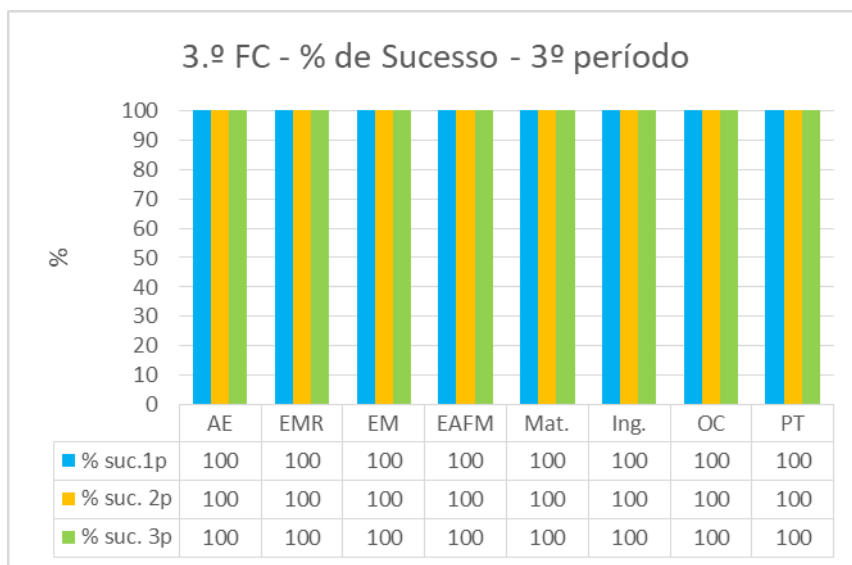 3.º FC - % de Sucesso - 3º período
100
90
80
70
60
50
40
30
20
10
0
%
AE EMR EM EAFM Mat. Ing. OC PT
% suc.1p 100 100 100 100 100 100 100 100
% suc. 2p 100 100 100 100 100 100 100 100
% suc. 3p 100 100 100 100 100 100 100 100